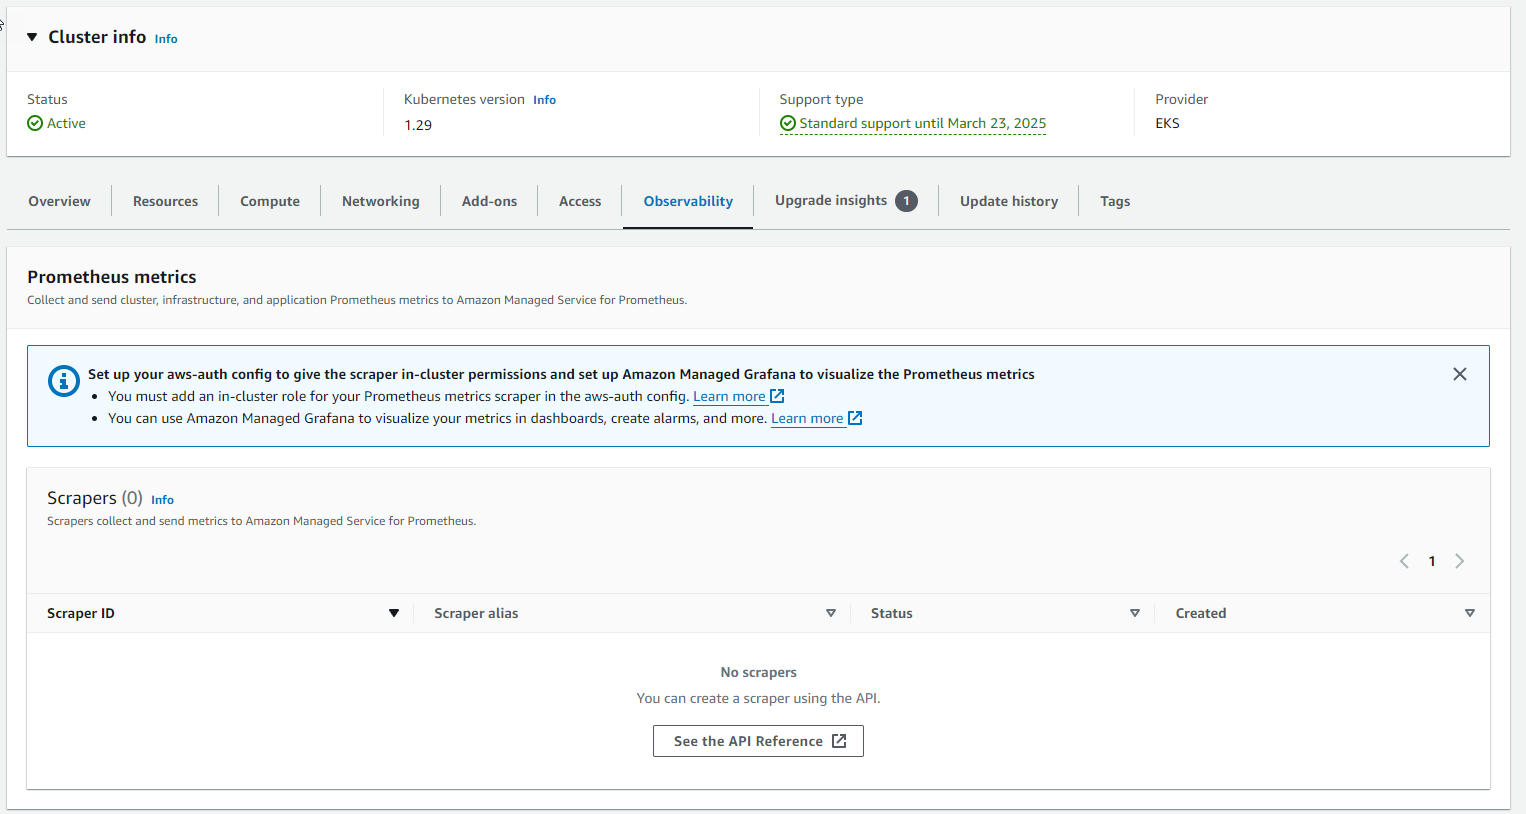 Cluster info Info
Status
Active
Kubernetes version Info
1.29
Support type
Standard support until March 23, 2025
Provider
EKS
Overview Resources Compute Networking Add-ons Access Observability Upgrade insights 1 Update history Tags
Prometheus metrics
Collect and send cluster, infrastructure, and application Prometheus metrics to Amazon Managed Service for Prometheus.
Set up your aws-auth config to give the scraper in-cluster permissions and set up Amazon Managed Grafana to visualize the Prometheus metrics
• You must add an in-cluster role for your Prometheus metrics scraper in the aws-auth config. Learn more
• You can use Amazon Managed Grafana to visualize your metrics in dashboards, create alarms, and more. Learn more
Scrapers (0) Info
Scrapers collect and send metrics to Amazon Managed Service for Prometheus.
1
Scraper ID Scraper alias Status Created
No scrapers
You can create a scraper using the API.
See the API Reference